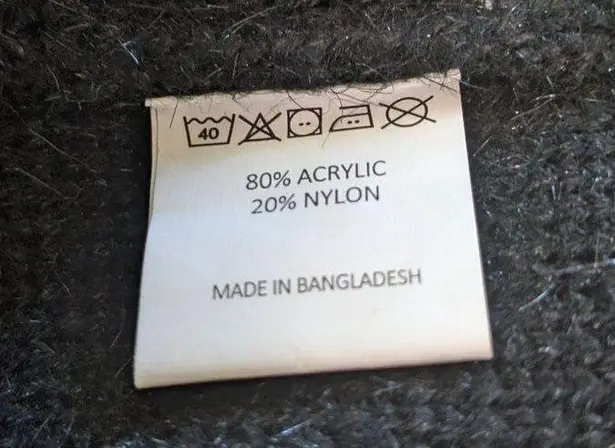 40
80% ACRYLIC
20% NYLON
MADE IN BANGLADESH